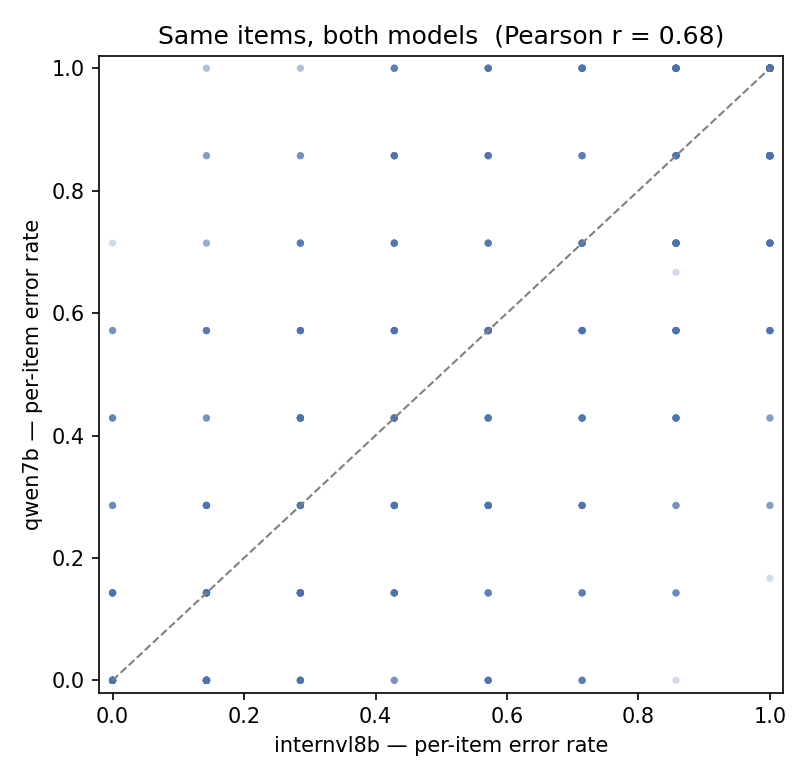 Same items, both models (Pearson r = 0.68)
qwen7b — per-item error rate
1.0
0.8
0.6
0.4
0.2
0.0
0.0 0.2 0.4 0.6 0.8 1.0
internvl8b — per-item error rate